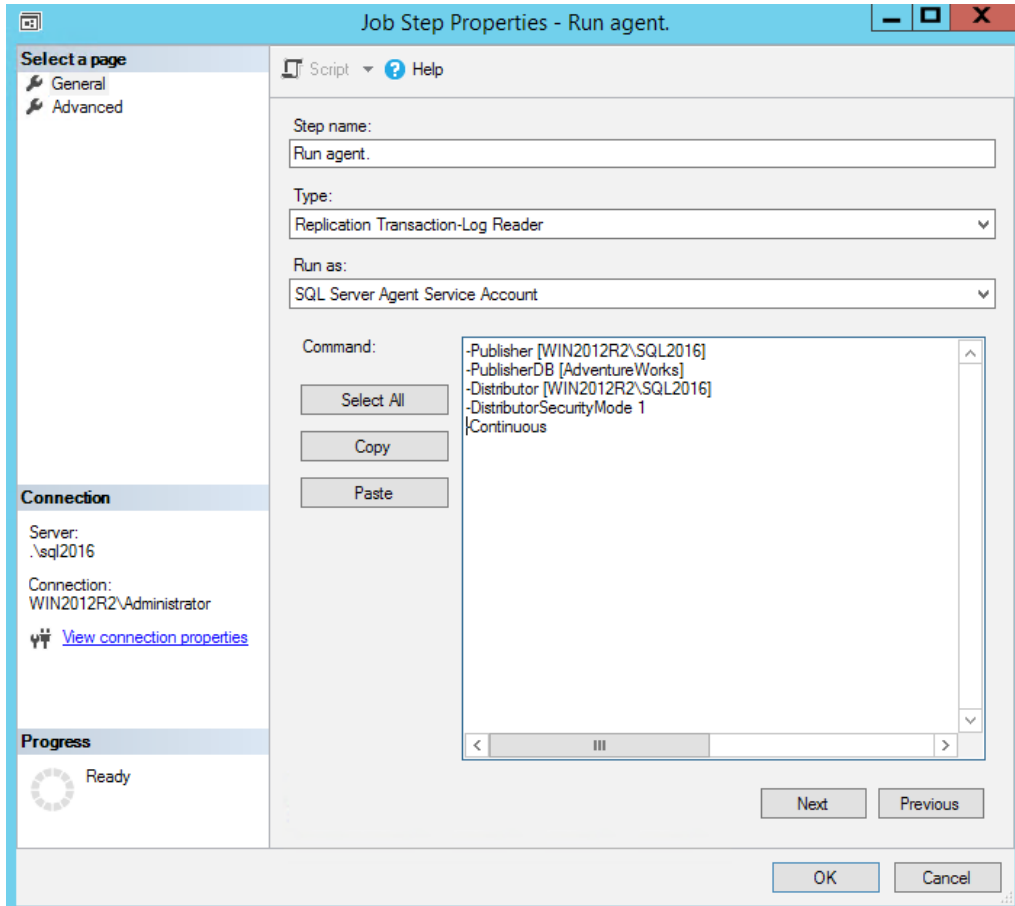 Job Step Properties - Run agent.
Select a page
General
Advanced
Script
Help
Step name:
Run agent.
Type:
Replication Transaction-Log Reader
Run as:
SQL Server Agent Service Account
Command:
-Publisher [WIN2012R2\SQL2016]
-PublisherDB [AdventureWorks]
-Distributor [WIN2012R2\SQL2016]
-DistributorSecurityMode 1
-Continuous
Select All
Copy
Paste
Connection
Server:
.\sql2016
Connection:
WIN2012R2\Administrator
View connection properties
Progress
Ready
Next
Previous
OK
Cancel